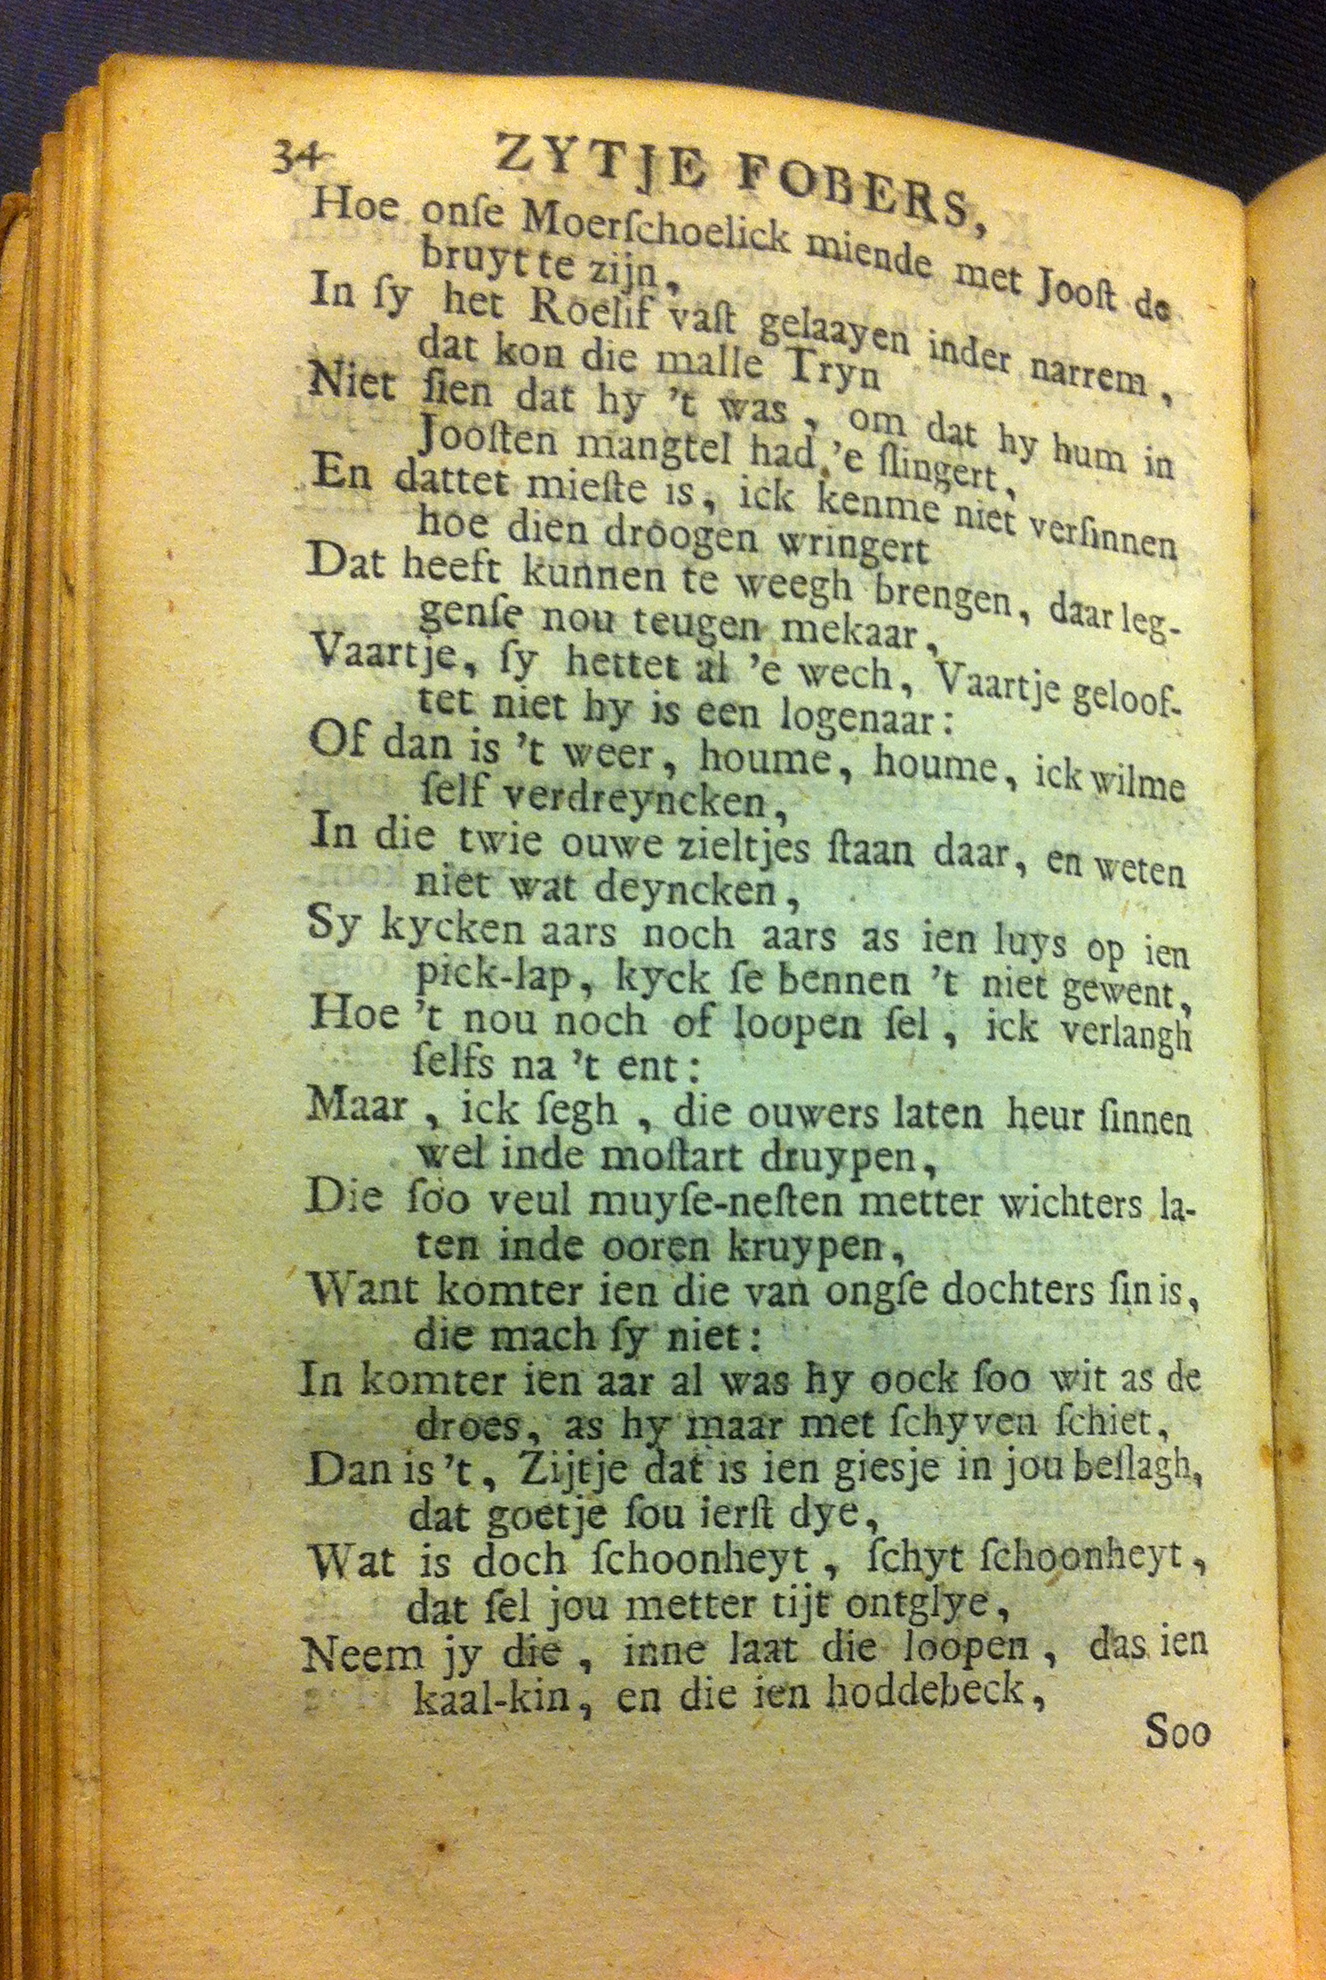 34 ZYTJE FOBERS,
Hoe onſe Moerſchoelick miende met Jooſt de
bruyt te zijn,
In ſy het Roelif vaſt gelaayen inder narrem,
dat kon die malle Tryn
Niet ſien dat hy 't was, om dat hy hum in
Jooſten mangtel had 'e ſlingert,
En dattet mieſte is, ick kenme niet verſinnen
hoe dien droogen wringert
Dat heeft kunnen te weegh brengen, daar leg-
genſe nou teugen mekaar,
Vaartje, ſy hettet al 'e wech, Vaartje geloof-
tet niet hy is een logenaar:
Of dan is 't weer, houme, houme, ick wilme
ſelf verdreyncken,
In die twie ouwe zieltjes ſtaan daar, en weten
niet wat deyncken,
Sy kycken aars noch aars as ien luys op ien
pick-lap, kyck ſe bennen 't niet gewent,
Hoe 't nou noch of loopen ſel, ick verlangh
ſelfs na 't ent:
Maar, ick ſegh, die ouwers laten heur ſinnen
wel inde moſtart druypen,
Die ſoo veul muyſe-neſten metter wichters la-
ten inde ooren kruypen,
Want komter ien die van ongſe dochters ſin is,
die mach ſy niet:
In komter ien aar al was hy oock ſoo wit as de
droes, as hy maar met ſchyven ſchiet,
Dan is 't, Zijtje dat is ien giesje in jou beſlagh,
dat goetje ſou ierſt dye,
Wat is doch ſchoonheyt, ſchyt ſchoonheyt,
dat ſel jou metter tijt ontglye,
Neem jy die, inne laat die loopen, das ien
kaal-kin, en die ien hoddebeck,
Soo